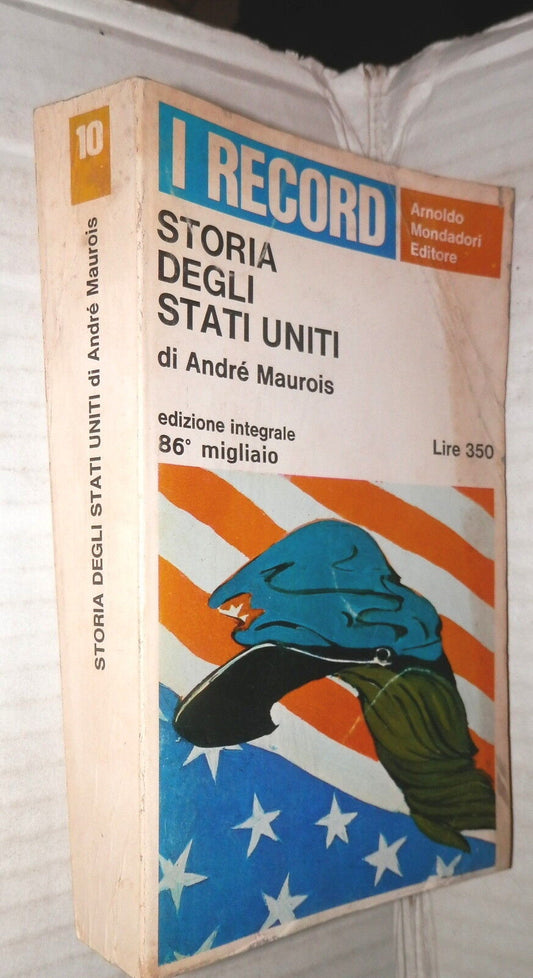 10
STORIA DEGLI STATI UNITI di André Maurois
I RECORD
Arnoldo
Mondadori
Editore
STORIA
DEGLI
STATI UNITI
di André Maurois
edizione integrale
86° migliaio
Lire 350